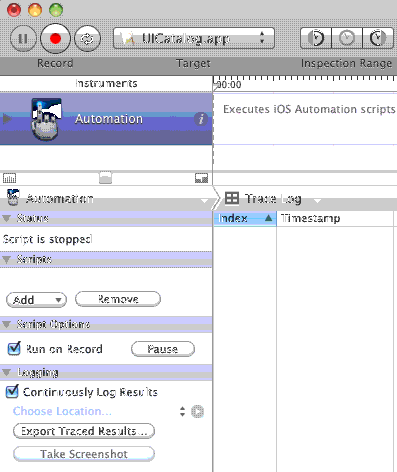 UICatalog.app
Record Target Inspection Range
Instruments
00:00
Automation
Executes iOS Automation scripts
Automation
Trace Log
Status
Index Timestamp
Script is stopped
Scripts
Add Remove
Script Options
Run on Record Pause
Logging
Continuously Log Results
Choose Location...
Export Traced Results...
Take Screenshot